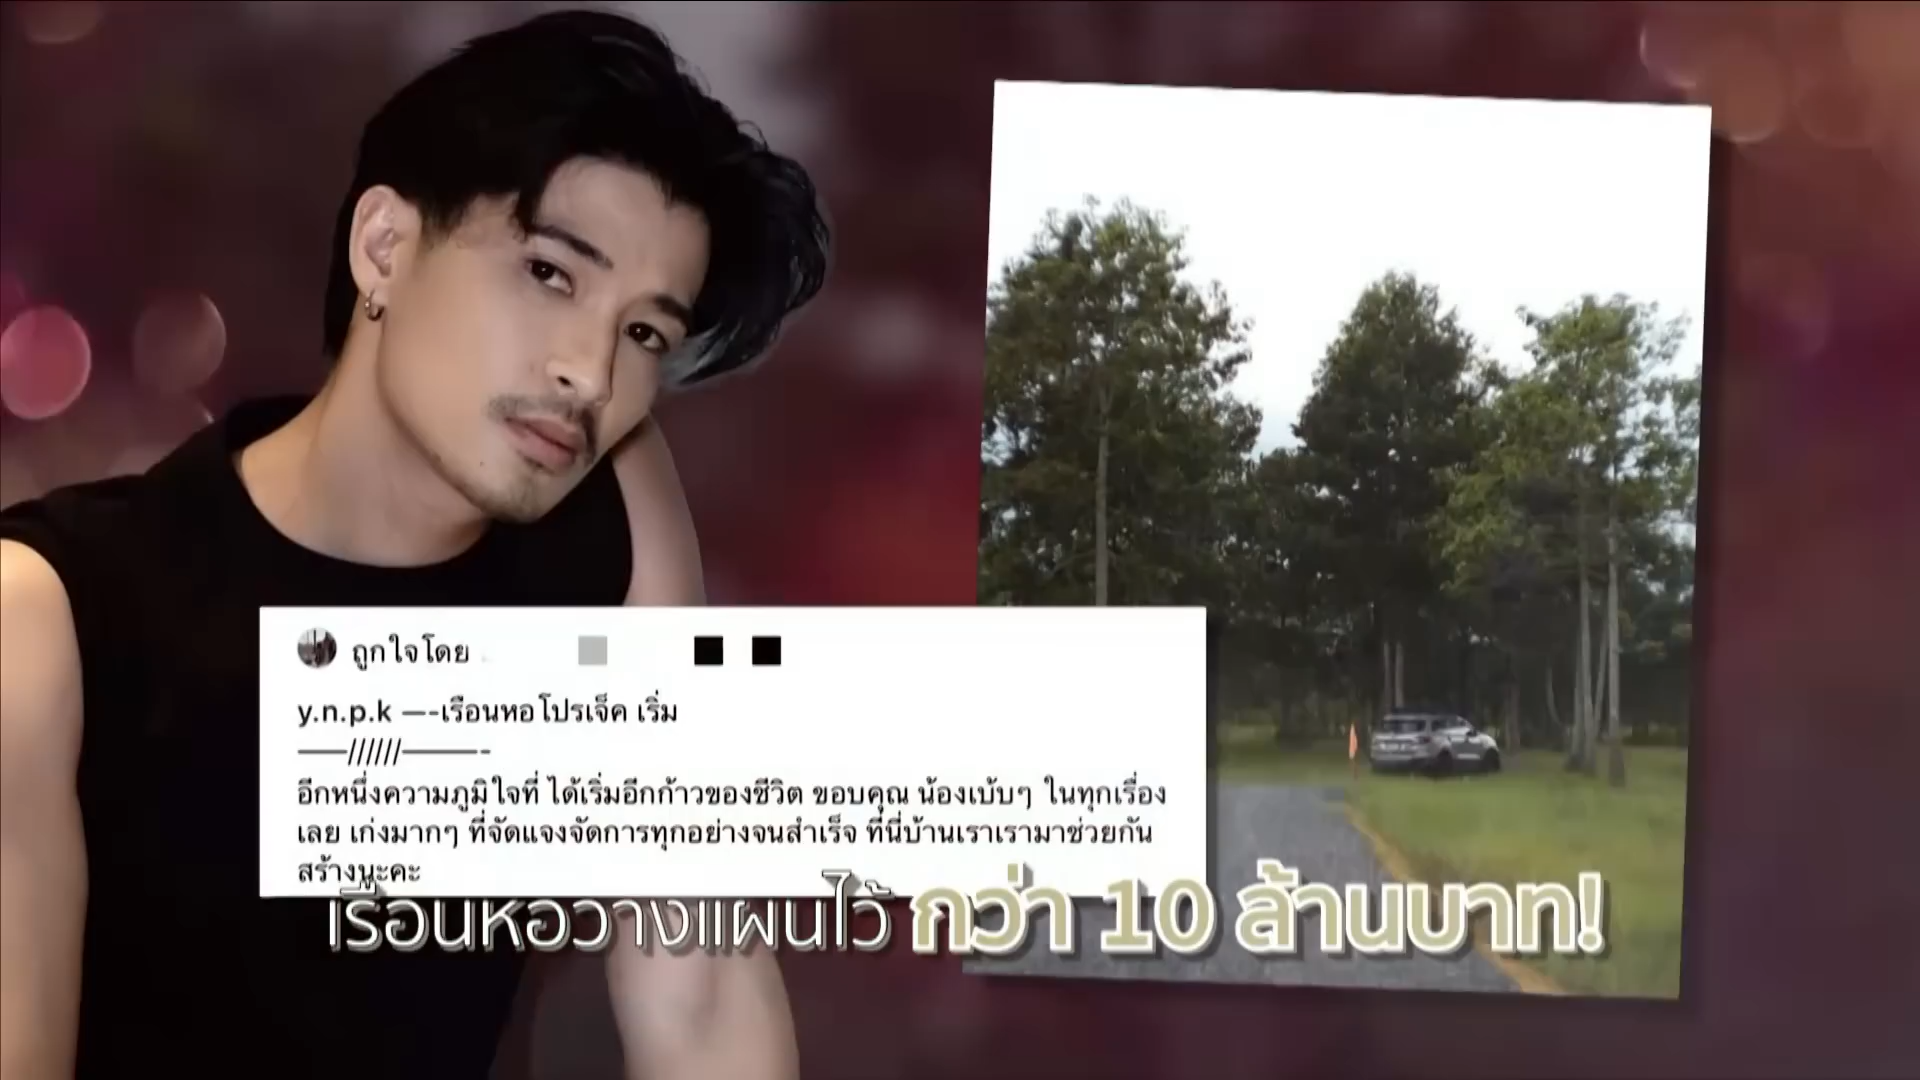 ถูกใจโดย
y.n.p.k —-เรือนหอโปรเจ็ค เริ่ม
——//////———-
อีกหนึ่งความภูมิใจที่ ได้เริ่มอีกก้าวของชีวิต ขอบคุณ น้องเบ้บๆ ในทุกเรื่อง
เลย เก่งมากๆ ที่จัดแจงจัดการทุกอย่างจนสำเร็จ ที่นี่บ้านเราเรามาช่วยกัน
สร้างนะคะ
เรือนหอวางแผนไว้ กว่า 10 ล้านบาท!